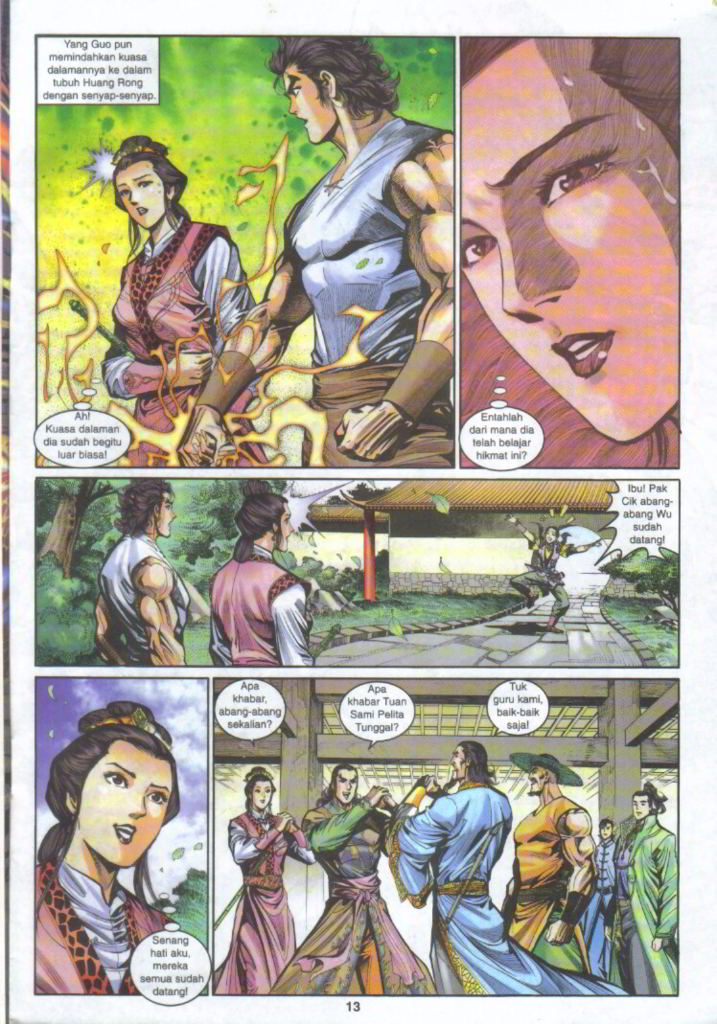 Yang Guo pun
memindahkan kuasa
dalamannya ke dalam
tubuh Huang Rong
dengan senyap-senyap.
Ah!
Kuasa dalaman
dia sudah begitu
luar biasa!
Entahlah
dari mana dia
telah belajar
hikmat ini?
Ibu! Pak
Cik abang-
abang Wu
sudah
datang!
Senang
hati aku,
mereka
semua sudah
datang!
Apa
khabar,
abang-abang
sekalian?
Apa
khabar Tuan
Sami Pelita
Tunggal?
Tuk
guru kami,
baik-baik
saja!
13